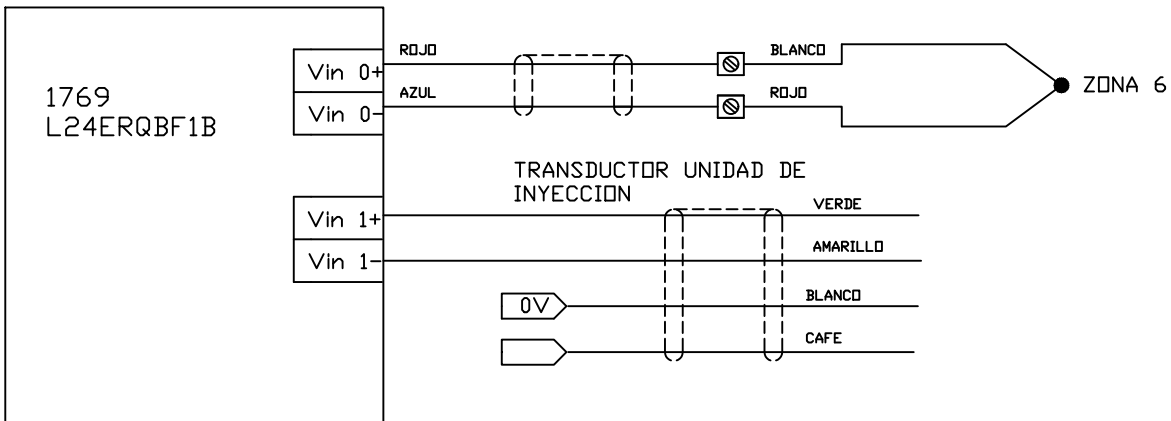 1769
L24ERQBF1B
Vin 0+
Vin 0-
ROJO
AZUL
BLANCO
ROJO
ZONA 6
TRANSDUCTOR UNIDAD DE
INYECCION
Vin 1+
Vin 1-
VERDE
AMARILLO
0V
BLANCO
CAFE